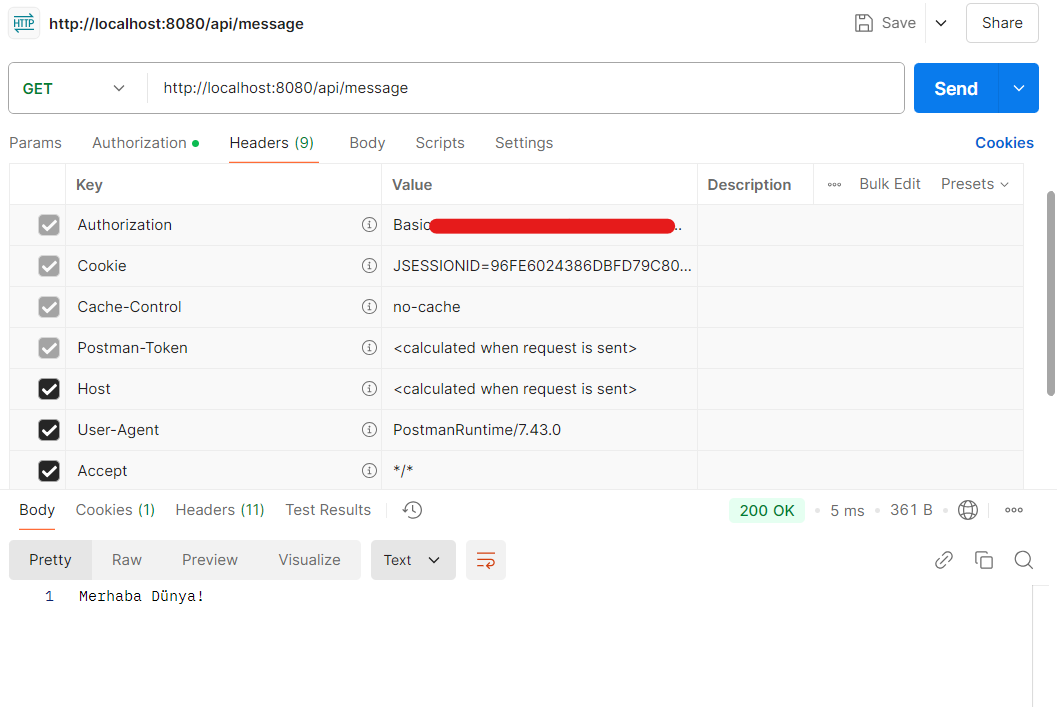 HTTP http://localhost:8080/api/message Save Share
GET http://localhost:8080/api/message Send
Params Authorization Headers (9) Body Scripts Settings Cookies
Key Value Description Bulk Edit Presets
Authorization Basic ..
Cookie JSESSIONID=96FE6024386DBFD79C80...
Cache-Control no-cache
Postman-Token <calculated when request is sent>
Host <calculated when request is sent>
User-Agent PostmanRuntime/7.43.0
Accept */*
Body Cookies (1) Headers (11) Test Results 200 OK 5 ms 361 B
Pretty Raw Preview Visualize Text
1 Merhaba Dünya!